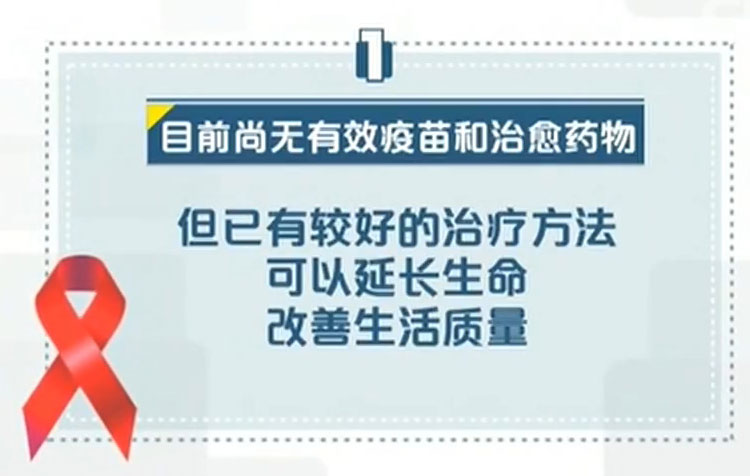 目前尚无有效疫苗和治愈药物
但已有较好的治疗方法
可以延长生命
改善生活质量